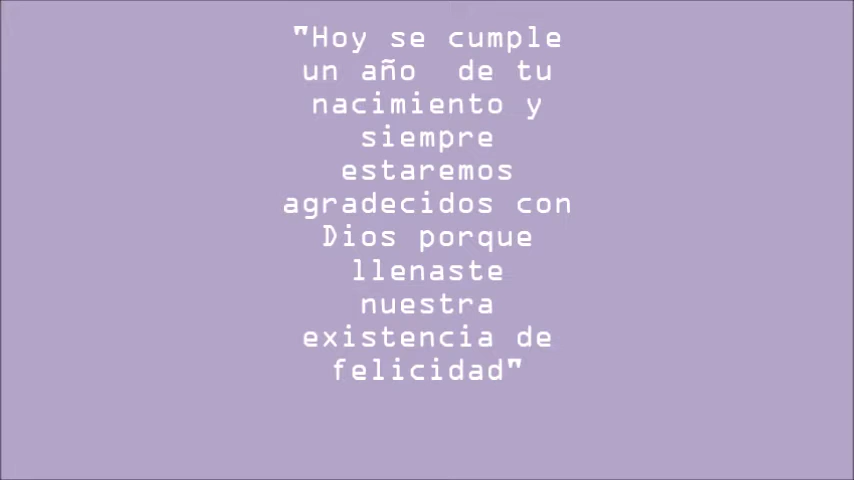 "Hoy se cumple
un año  de tu
nacimiento y
siempre
estaremos
agradecidos con
Dios porque
llenaste
nuestra
existencia de
felicidad"